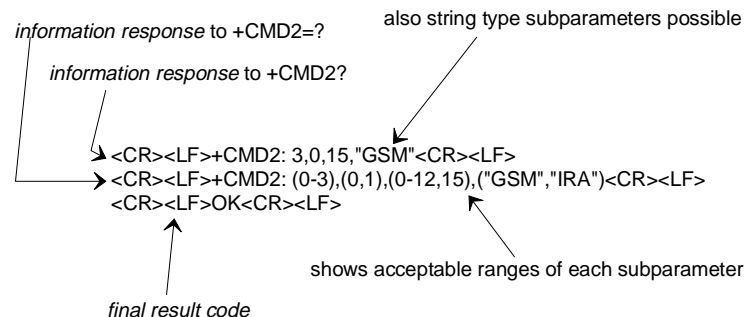 also string type subparameters possible
information response to +CMD2=?
information response to +CMD2?
<CR><LF>+CMD2: 3,0,15,"GSM"<CR><LF>
<CR><LF>+CMD2: (0-3),(0,1),(0-12,15),("GSM","IRA")<CR><LF>
<CR><LF>OK<CR><LF>
shows acceptable ranges of each subparameter
final result code